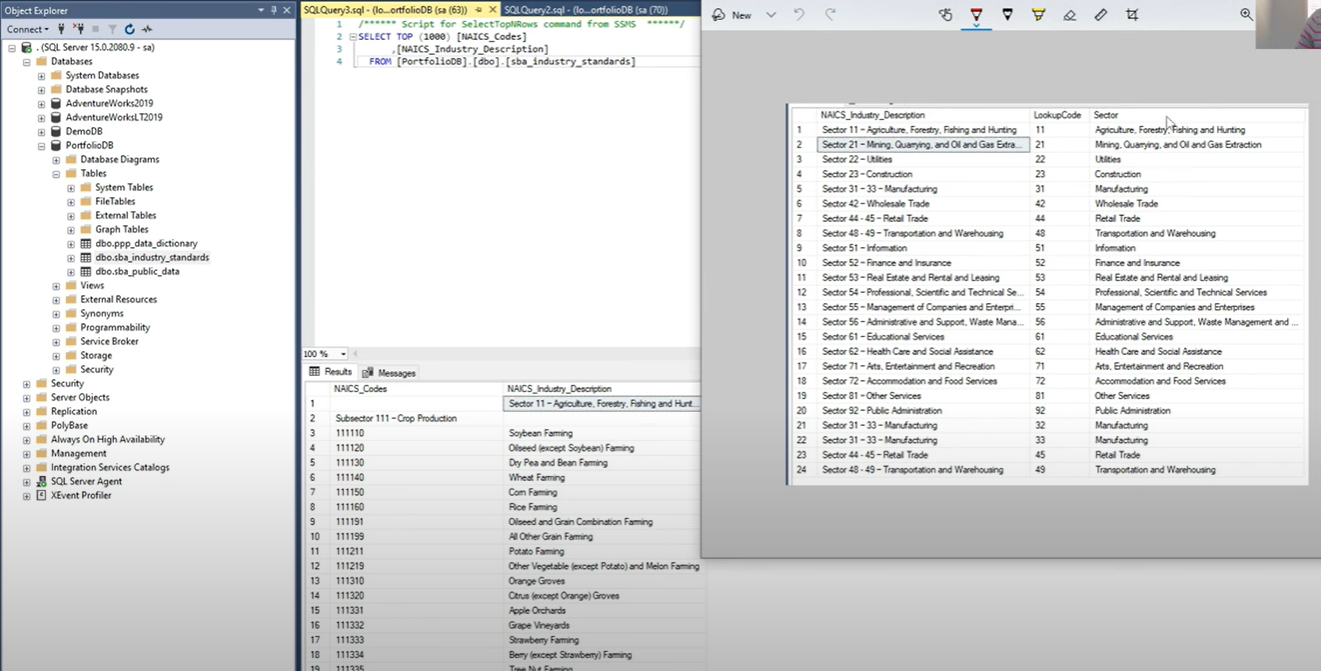 Object Explorer
Connect
. (SQL Server 15.0.2080.9 - sa)
Databases
System Databases
Database Snapshots
AdventureWorks2019
AdventureWorksLT2019
DemoDB
PortfolioDB
Database Diagrams
Tables
System Tables
FileTables
External Tables
Graph Tables
dbo.ppp_data_dictionary
dbo.sba_industry_standards
dbo.sba_public_data
Views
External Resources
Synonyms
Programmability
Service Broker
Storage
Security
Security
Server Objects
Replication
PolyBase
Always On High Availability
Management
Integration Services Catalogs
SQL Server Agent
XEvent Profiler
SQLQuery3.sql - (lo...ortfolioDB (sa (63)) SQLQuery2.sql - (lo...ortfolioDB (sa (70))
1 /****** Script for SelectTopNRows command from SSMS ******/
2 SELECT TOP (1000) [NAICS_Codes]
3 ,[NAICS_Industry_Description]
4 FROM [PortfolioDB].[dbo].[sba_industry_standards]
100 %
Results Messages
NAICS_Codes NAICS_Industry_Description
1 Sector 11 – Agriculture, Forestry, Fishing and Hunt...
2 Subsector 111 – Crop Production
3 111110 Soybean Farming
4 111120 Oilseed (except Soybean) Farming
5 111130 Dry Pea and Bean Farming
6 111140 Wheat Farming
7 111150 Corn Farming
8 111160 Rice Farming
9 111191 Oilseed and Grain Combination Farming
10 111199 All Other Grain Farming
11 111211 Potato Farming
12 111219 Other Vegetable (except Potato) and Melon Farming
13 111310 Orange Groves
14 111320 Citrus (except Orange) Groves
15 111331 Apple Orchards
16 111332 Grape Vineyards
17 111333 Strawberry Farming
18 111334 Berry (except Strawberry) Farming
19 111335 Tree Nut Farming
New
NAICS_Industry_Description LookupCode Sector
1 Sector 11 – Agriculture, Forestry, Fishing and Hunting 11 Agriculture, Forestry, Fishing and Hunting
2 Sector 21 – Mining, Quarrying, and Oil and Gas Extra... 21 Mining, Quarrying, and Oil and Gas Extraction
3 Sector 22 – Utilities 22 Utilities
4 Sector 23 – Construction 23 Construction
5 Sector 31 - 33 – Manufacturing 31 Manufacturing
6 Sector 42 – Wholesale Trade 42 Wholesale Trade
7 Sector 44 - 45 – Retail Trade 44 Retail Trade
8 Sector 48 - 49 – Transportation and Warehousing 48 Transportation and Warehousing
9 Sector 51 – Information 51 Information
10 Sector 52 – Finance and Insurance 52 Finance and Insurance
11 Sector 53 – Real Estate and Rental and Leasing 53 Real Estate and Rental and Leasing
12 Sector 54 – Professional, Scientific and Technical Se... 54 Professional, Scientific and Technical Services
13 Sector 55 – Management of Companies and Enterpri... 55 Management of Companies and Enterprises
14 Sector 56 – Administrative and Support, Waste Mana... 56 Administrative and Support, Waste Management and ...
15 Sector 61 – Educational Services 61 Educational Services
16 Sector 62 – Health Care and Social Assistance 62 Health Care and Social Assistance
17 Sector 71 – Arts, Entertainment and Recreation 71 Arts, Entertainment and Recreation
18 Sector 72 – Accommodation and Food Services 72 Accommodation and Food Services
19 Sector 81 – Other Services 81 Other Services
20 Sector 92 – Public Administration 92 Public Administration
21 Sector 31 – 33 – Manufacturing 32 Manufacturing
22 Sector 31 – 33 – Manufacturing 33 Manufacturing
23 Sector 44 - 45 – Retail Trade 45 Retail Trade
24 Sector 48 - 49 – Transportation and Warehousing 49 Transportation and Warehousing